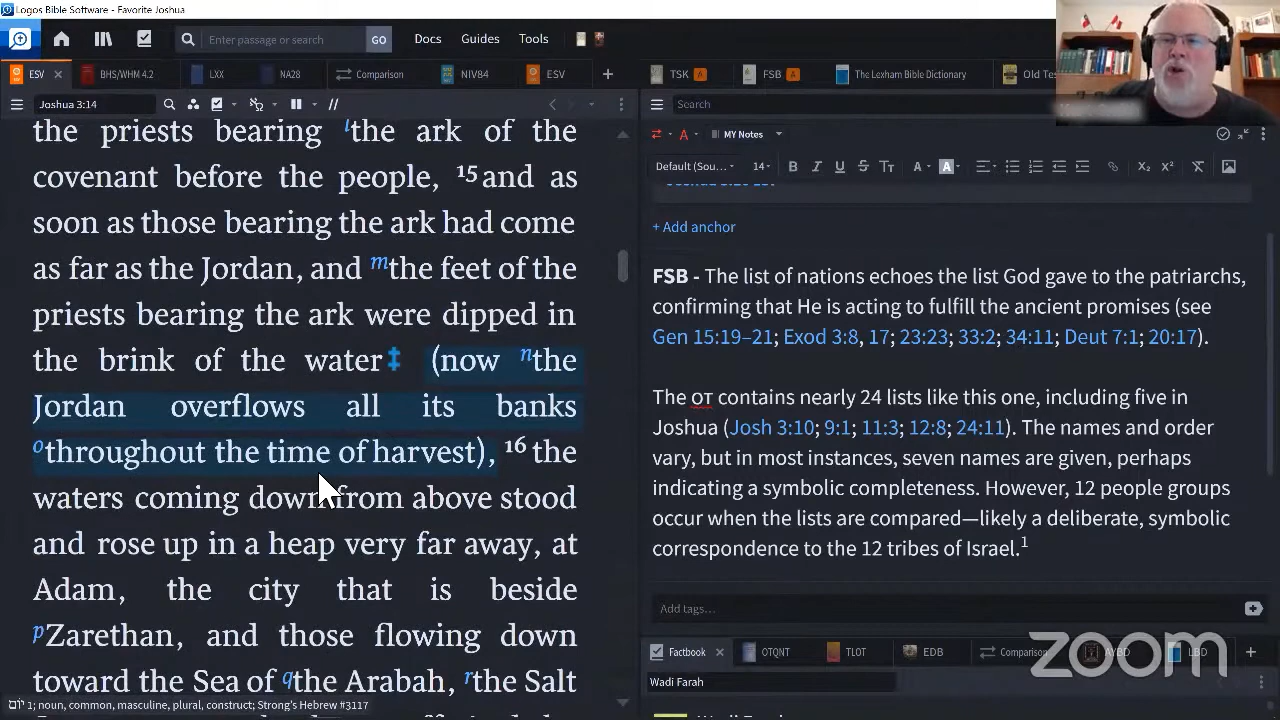 Logos Bible Software - Favorite Joshua
Enter passage or search
GO
Docs
Guides
Tools
ESV
BHS/WHM 4.2
LXX
NA28
Comparison
NIV84
ESV
Joshua 3:14
the priests bearing l the ark of the
covenant before the people, 15 and as
soon as those bearing the ark had come
as far as the Jordan, and m the feet of the
priests bearing the ark were dipped in
the brink of the water‡ (now n the
Jordan overflows all its banks
o throughout the time of harvest), 16 the
waters coming down from above stood
and rose up in a heap very far away, at
Adam, the city that is beside
p Zarethan, and those flowing down
toward the Sea of q the Arabah, r the Salt
1; noun, common, masculine, plural, construct; Strong's Hebrew #3117
TSK
A
FSB
A
The Lexham Bible Dictionary
Old Te
Search
A
MY Notes
Default (Sou...
14
B I U S TT A A
X₂ X²
+ Add anchor
FSB - The list of nations echoes the list God gave to the patriarchs,
confirming that He is acting to fulfill the ancient promises (see
Gen 15:19–21; Exod 3:8, 17; 23:23; 33:2; 34:11; Deut 7:1; 20:17).
The OT contains nearly 24 lists like this one, including five in
Joshua (Josh 3:10; 9:1; 11:3; 12:8; 24:11). The names and order
vary, but in most instances, seven names are given, perhaps
indicating a symbolic completeness. However, 12 people groups
occur when the lists are compared—likely a deliberate, symbolic
correspondence to the 12 tribes of Israel.1
Add tags...
Factbook
OTQNT
TLOT
EDB
Comparison
AYBD
LBD
zoom
Wadi Farah